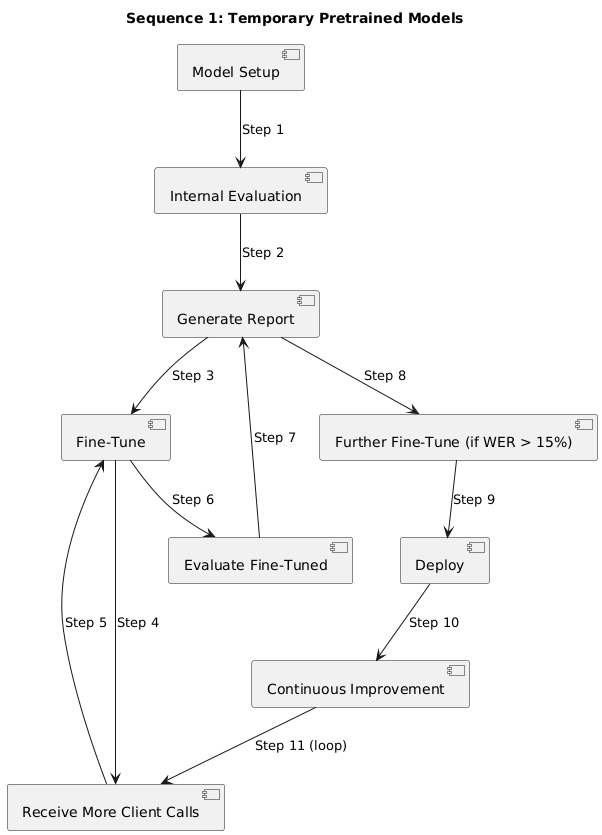 Sequence 1: Temporary Pretrained Models
Model Setup
Step 1
Internal Evaluation
Step 2
Generate Report
Step 3
Step 8
Fine-Tune
Step 7
Further Fine-Tune (if WER > 15%)
Step 6
Step 9
Evaluate Fine-Tuned
Deploy
Step 5
Step 4
Step 10
Continuous Improvement
Step 11 (loop)
Receive More Client Calls